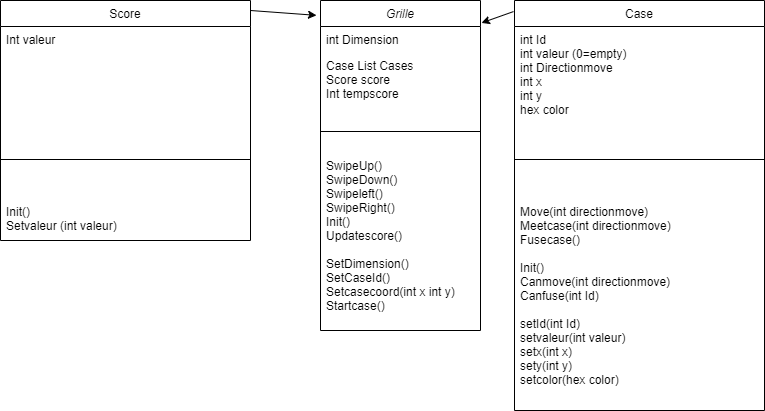 Score
Int valeur
Init()
Setvaleur (int valeur)
Grille
int Dimension
Case List Cases
Score score
Int tempscore
SwipeUp()
SwipeDown()
Swipeleft()
SwipeRight()
Init()
Updatescore()
SetDimension()
SetCaseId()
Setcasecoord(int x int y)
Startcase()
Case
int Id
int valeur (0=empty)
int Directionmove
int x
int y
hex color
Move(int directionmove)
Meetcase(int directionmove)
Fusecase()
Init()
Canmove(int directionmove)
Canfuse(int Id)
setId(int Id)
setvaleur(int valeur)
setx(int x)
sety(int y)
setcolor(hex color)